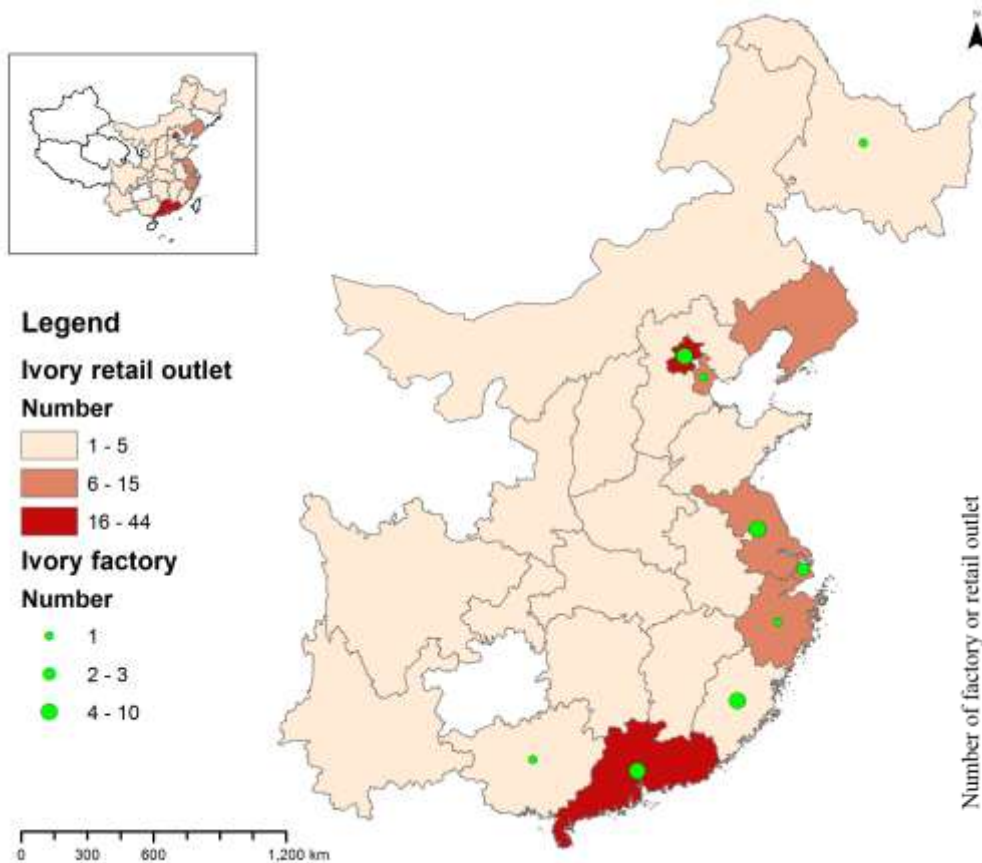 N
Legend
Ivory retail outlet
Number
1 - 5
6 - 15
16 - 44
Ivory factory
Number
1
2 - 3
4 - 10
0 300 600 1,200 km
Number of factory or retail outlet